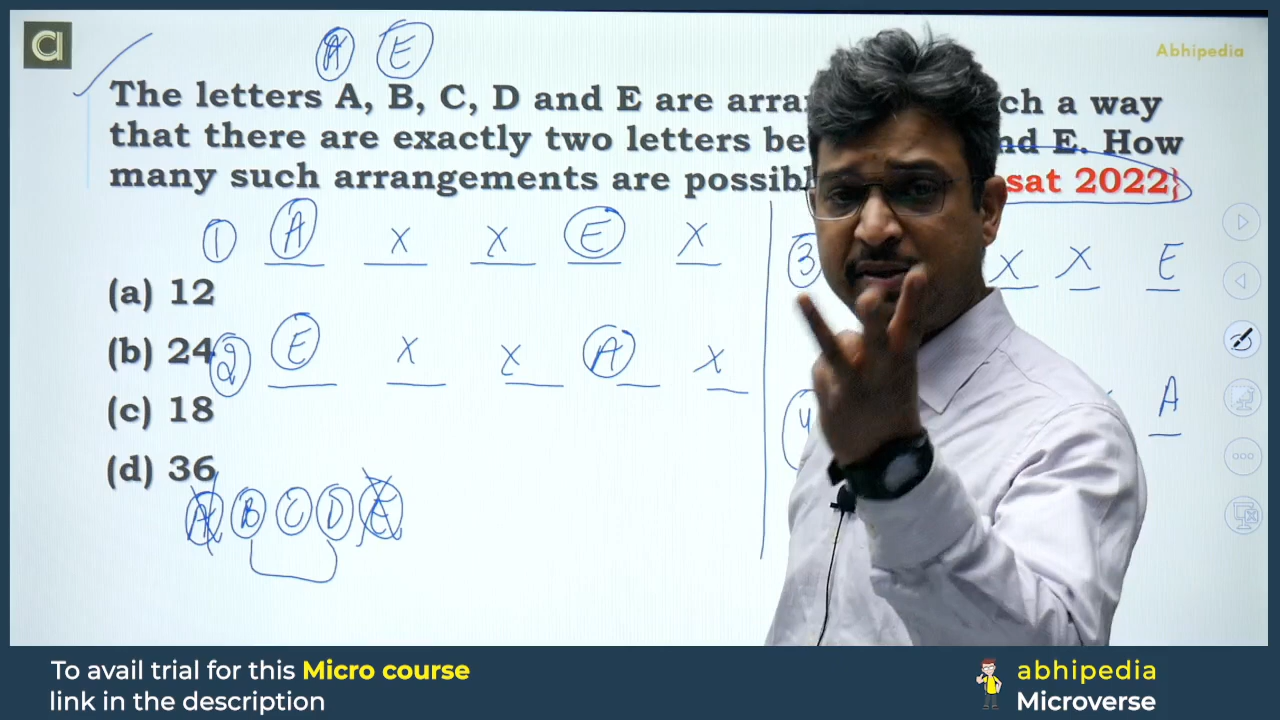 Abhipedia
A E
The letters A, B, C, D and E are arra ch a way
that there are exactly two letters be nd E. How
many such arrangements are possibl sat 2022}
1 A X X E X
3 X X E
(a) 12
(b) 24
2 E X X A X
4 A
(c) 18
(d) 36
A B C D E
To avail trial for this Micro course
link in the description
abhipedia
Microverse